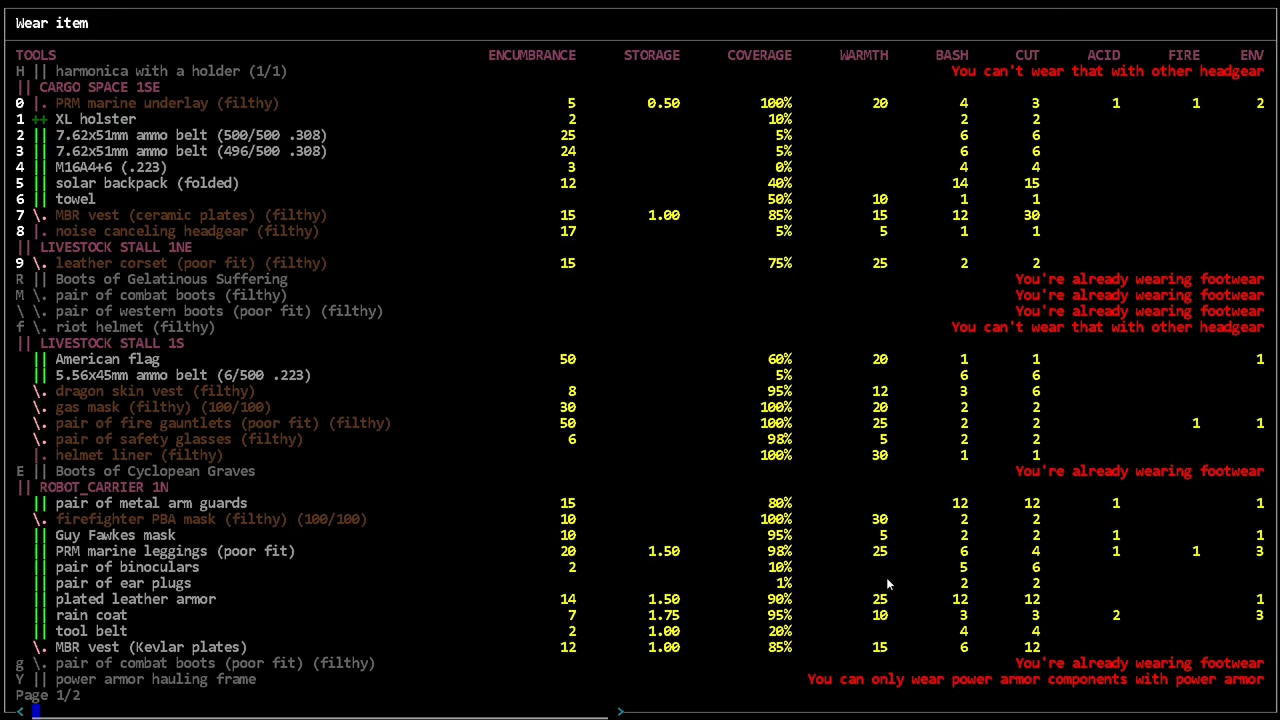 Wear item
TOOLS ENCUMBRANCE STORAGE COVERAGE WARMTH BASH CUT ACID FIRE ENV
H || harmonica with a holder (1/1) You can't wear that with other headgear
|| CARGO SPACE 1SE
0 |. PRM marine underlay (filthy) 5 0.50 100% 20 4 3 1 1 2
1 ++ XL holster 2 10% 2 2
2 || 7.62x51mm ammo belt (500/500 .308) 25 5% 6 6
3 || 7.62x51mm ammo belt (496/500 .308) 24 5% 6 6
4 || M16A4+6 (.223) 3 0% 4 4
5 || solar backpack (folded) 12 40% 14 15
6 || towel 50% 10 1 1
7 \. MBR vest (ceramic plates) (filthy) 15 1.00 85% 15 12 30
8 |. noise canceling headgear (filthy) 17 5% 5 1 1
|| LIVESTOCK STALL 1NE
9 \. leather corset (poor fit) (filthy) 15 75% 25 2 2
R || Boots of Gelatinous Suffering You're already wearing footwear
M \. pair of combat boots (filthy) You're already wearing footwear
\ \. pair of western boots (poor fit) (filthy) You're already wearing footwear
f \. riot helmet (filthy) You can't wear that with other headgear
|| LIVESTOCK STALL 1S
|| American flag 50 60% 20 1 1 1
|| 5.56x45mm ammo belt (6/500 .223) 5% 6 6
\. dragon skin vest (filthy) 8 95% 12 3 6
\. gas mask (filthy) (100/100) 30 100% 20 2 2
\. pair of fire gauntlets (poor fit) (filthy) 50 100% 25 2 2 1 1
\. pair of safety glasses (filthy) 6 98% 5 2 2
|. helmet liner (filthy) 100% 30 1 1
E || Boots of Cyclopean Graves You're already wearing footwear
|| ROBOT_CARRIER 1N
|| pair of metal arm guards 15 80% 12 12 1 1
\. firefighter PBA mask (filthy) (100/100) 10 100% 30 2 2
|| Guy Fawkes mask 10 95% 5 2 2 1 1
|| PRM marine leggings (poor fit) 20 1.50 98% 25 6 4 1 1 3
|| pair of binoculars 2 10% 5 6
|| pair of ear plugs 1% 2 2
|| plated leather armor 14 1.50 90% 25 12 12 1
|| rain coat 7 1.75 95% 10 3 3 2 3
|| tool belt 2 1.00 20% 4 4
\. MBR vest (Kevlar plates) 12 1.00 85% 15 6 12
g \. pair of combat boots (poor fit) (filthy) You're already wearing footwear
Y || power armor hauling frame You can only wear power armor components with power armor
Page 1/2
< >